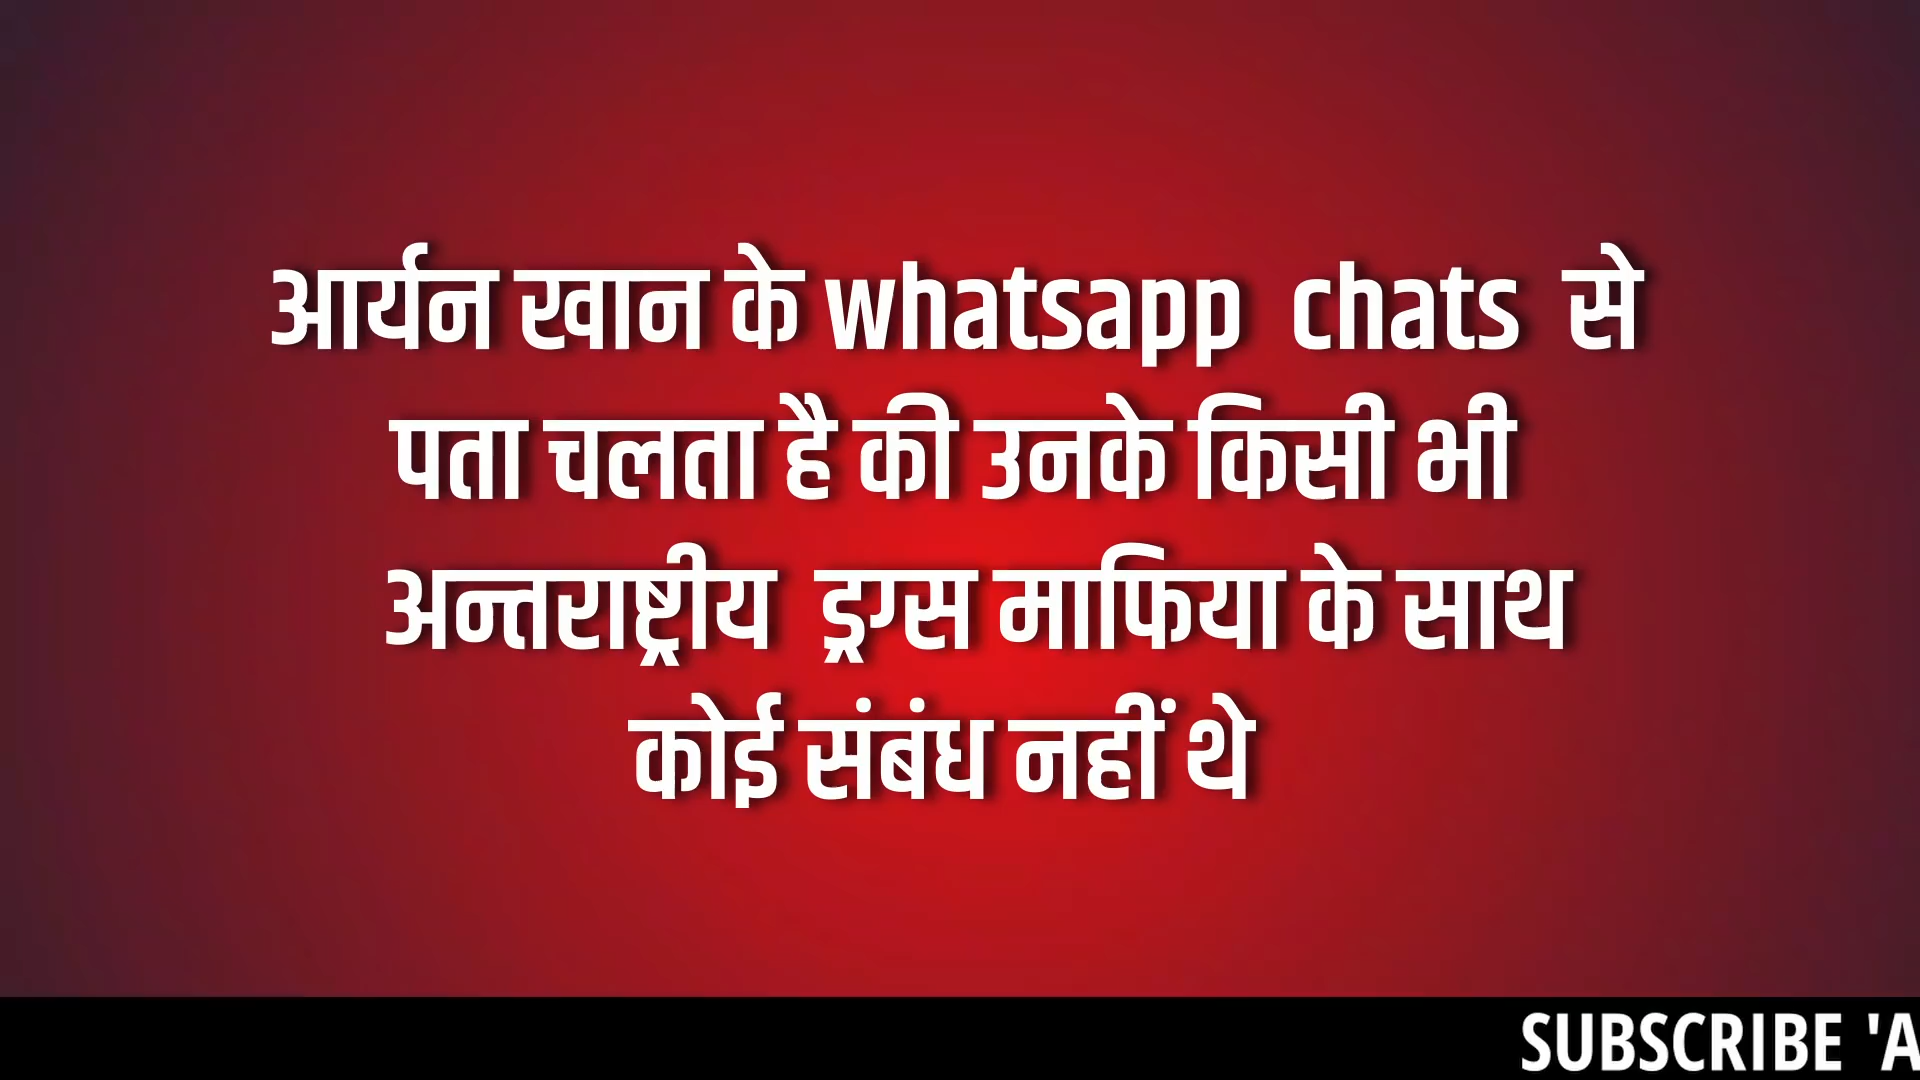 आर्यन खान के whatsapp chats से
पता चलता है की उनके किसी भी
अन्तराष्ट्रीय ड्रग्स माफिया के साथ
कोई संबंध नहीं थे
SUBSCRIBE 'A